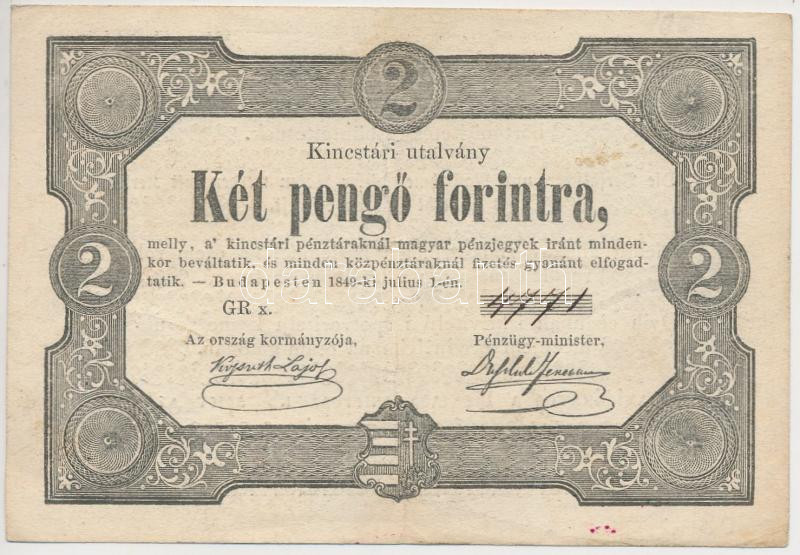 2
Kincstári utalvány
Két pengő forintra,
melly, a' kincstári pénztáraknál magyar pénzjegyek iránt minden-
kor beváltatik, és minden közpénztáraknál fizetés gyanánt elfogad-
tatik. — Budapesten 1849-ki julius 1-én.
2 2
GR x. 4771
Az ország kormányzója, Pénzügy-minister,
Kossuth Lajos
darabanth